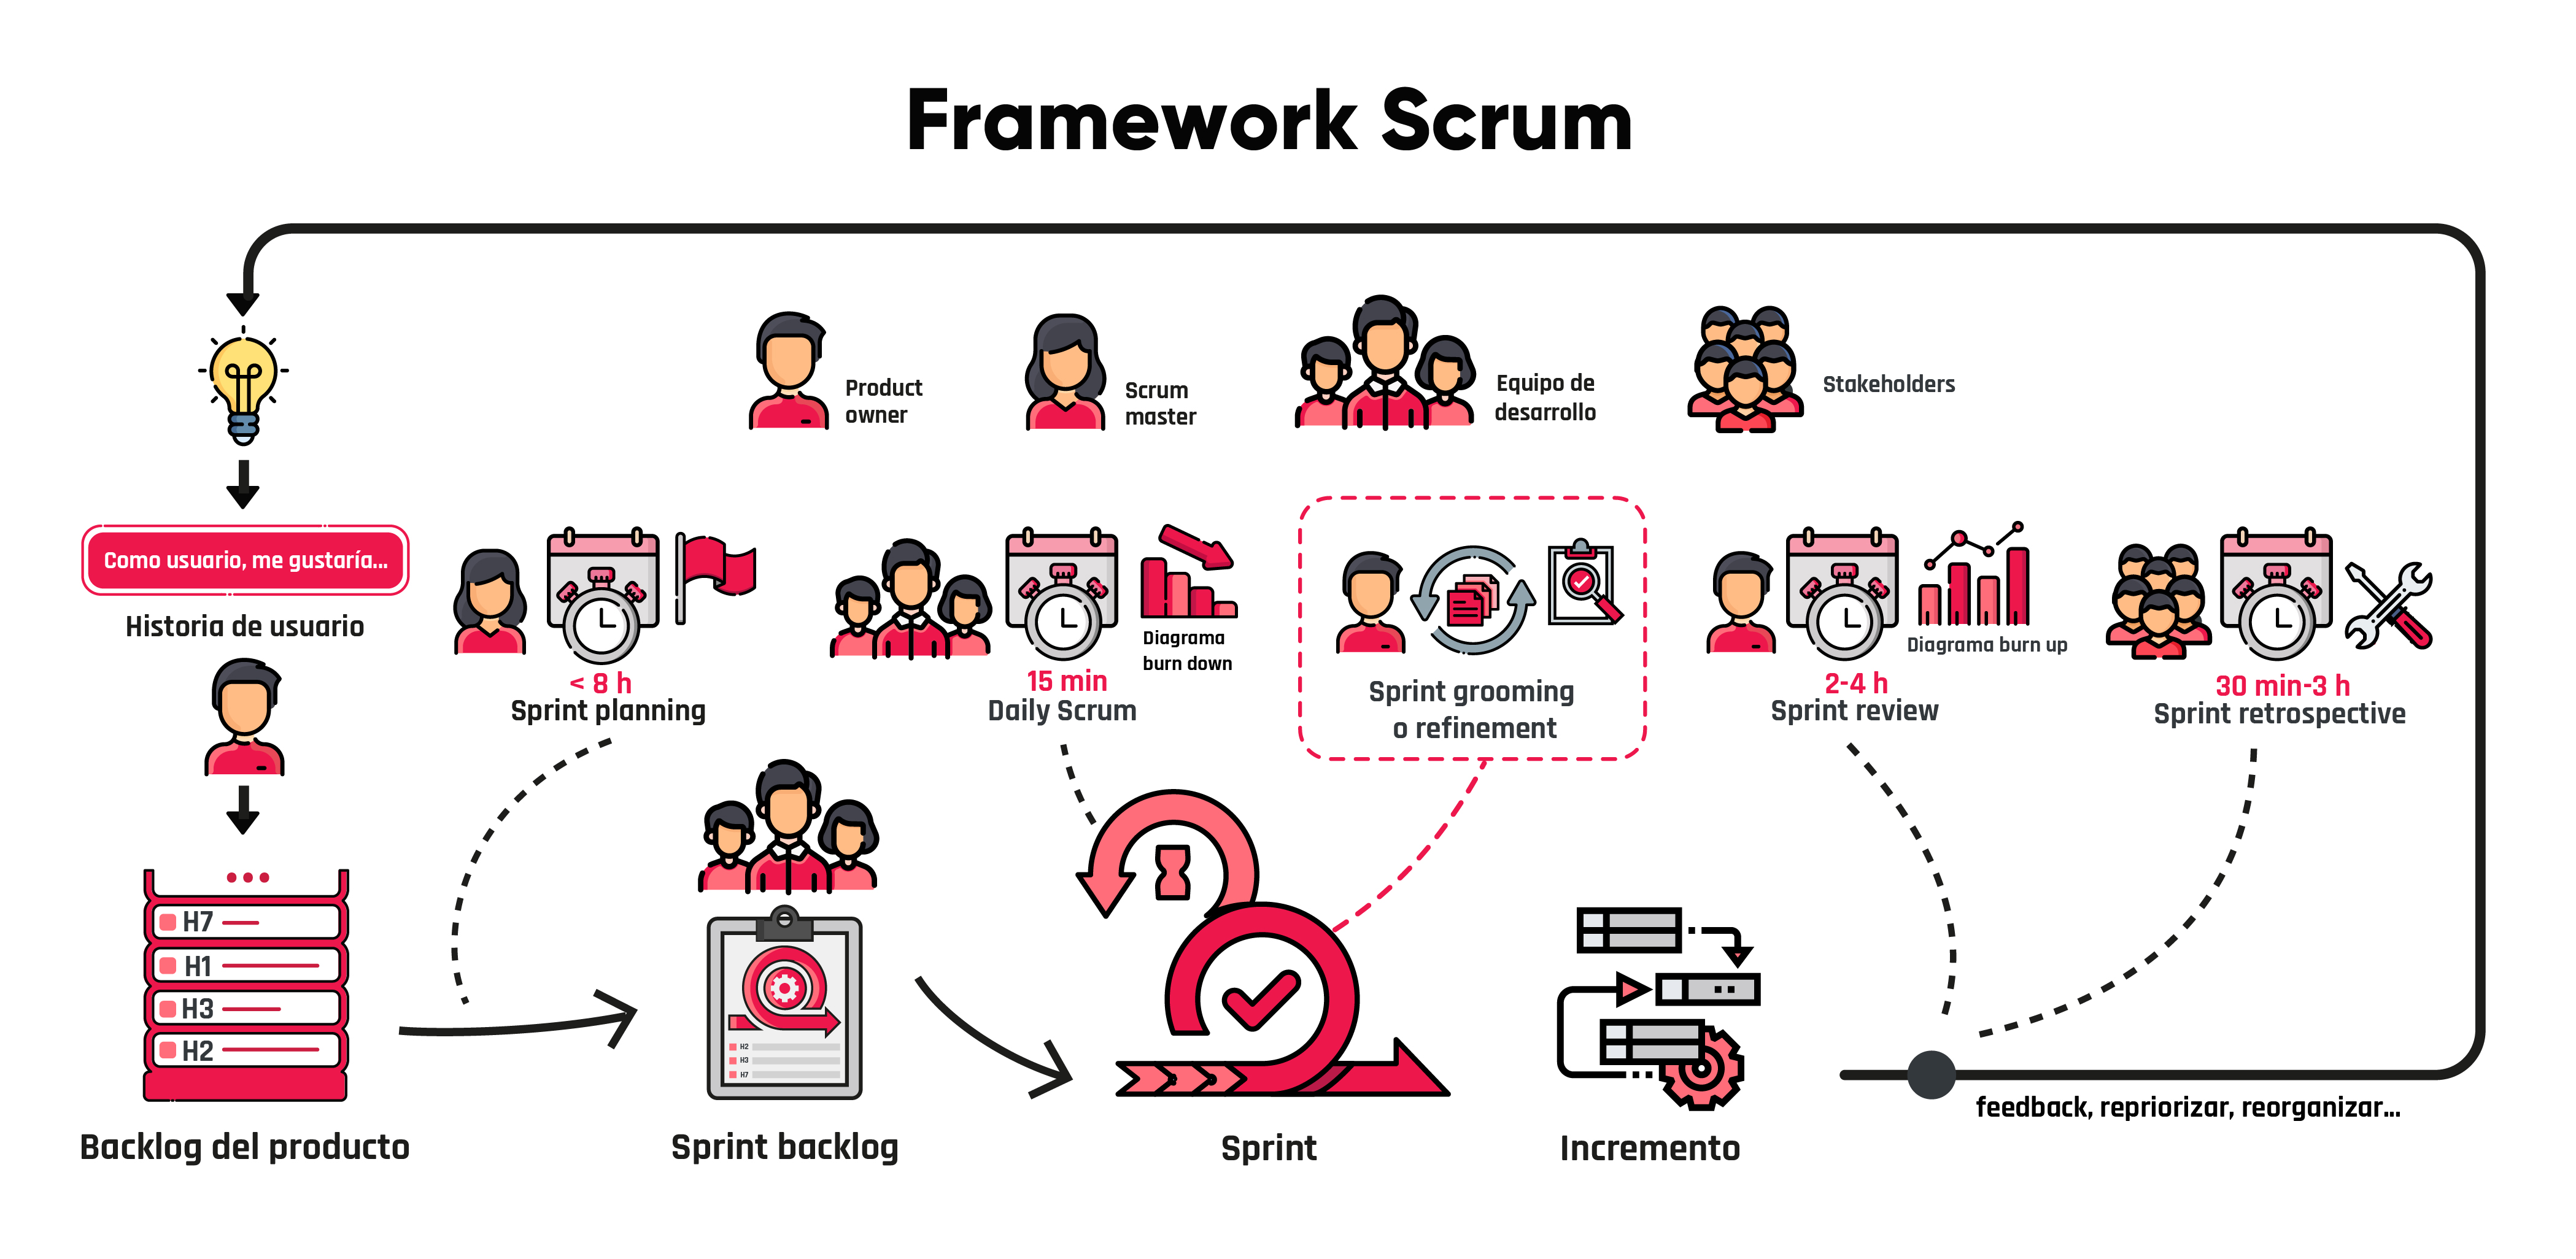 Framework Scrum
Product
owner
Scrum
master
Equipo de
desarrollo
Stakeholders
Como usuario, me gustaría...
Historia de usuario
< 8 h
Sprint planning
Diagrama
burn down
15 min
Daily Scrum
Sprint grooming
o refinement
Diagrama burn up
2-4 h
Sprint review
30 min-3 h
Sprint retrospective
H7
H1
H3
H2
Backlog del producto
H2
H3
H7
Sprint backlog
Sprint
Incremento
feedback, repriorizar, reorganizar...